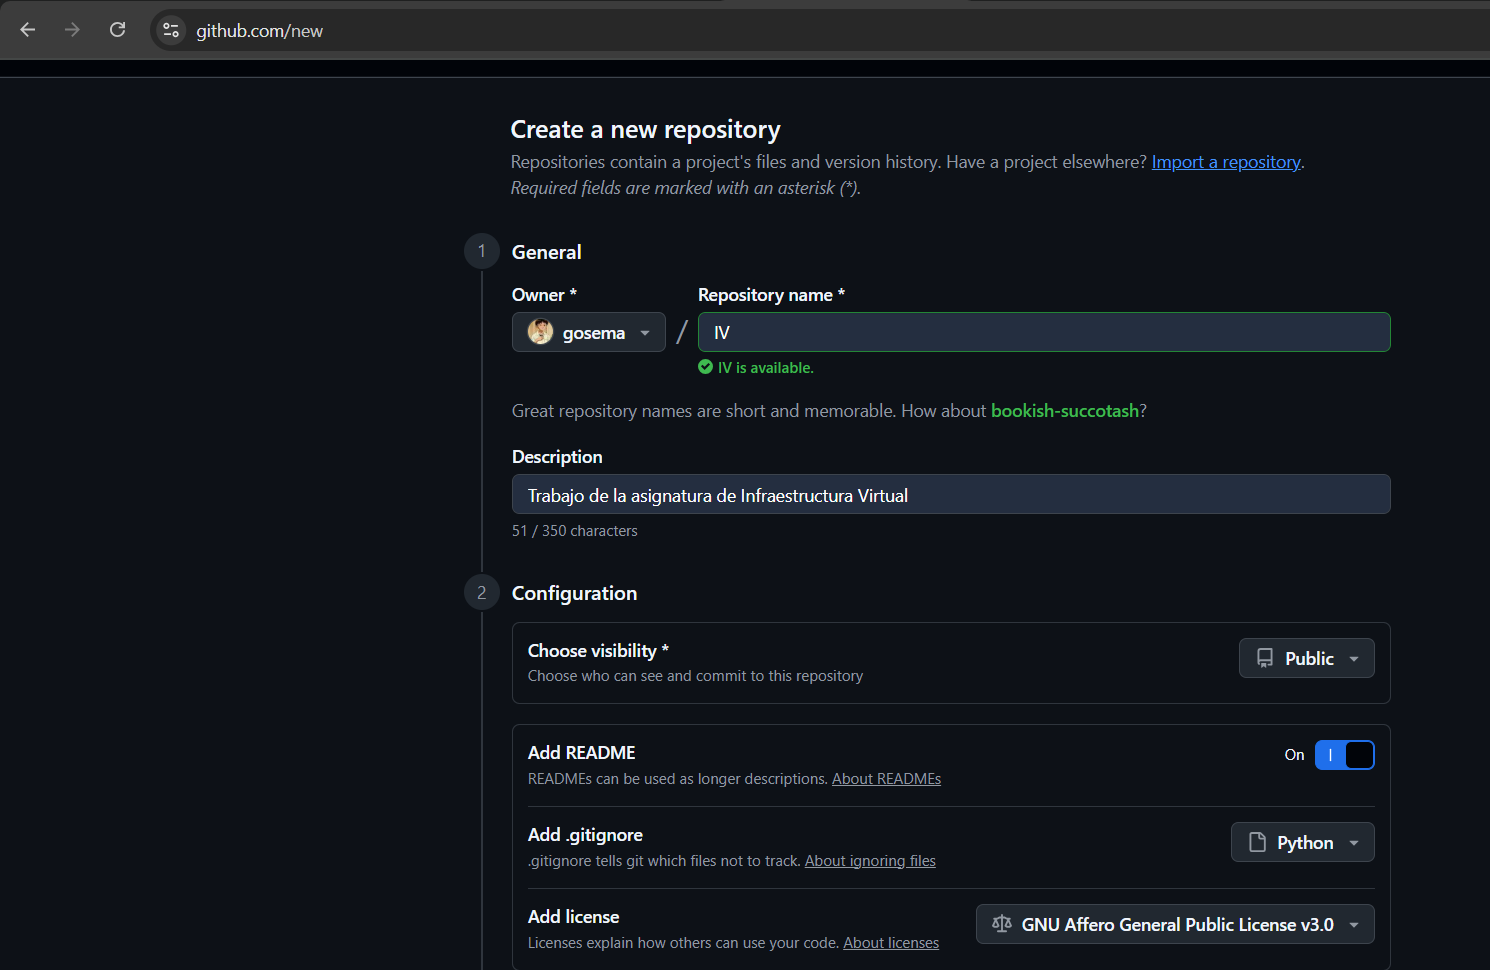 github.com/new
Create a new repository
Repositories contain a project's files and version history. Have a project elsewhere? Import a repository.
Required fields are marked with an asterisk (*).
1 General
Owner * Repository name *
gosema / IV
IV is available.
Great repository names are short and memorable. How about bookish-succotash?
Description
Trabajo de la asignatura de Infraestructura Virtual
51 / 350 characters
2 Configuration
Choose visibility * Public
Choose who can see and commit to this repository
Add README On
READMEs can be used as longer descriptions. About READMEs
Add .gitignore Python
.gitignore tells git which files not to track. About ignoring files
Add license GNU Affero General Public License v3.0
Licenses explain how others can use your code. About licenses